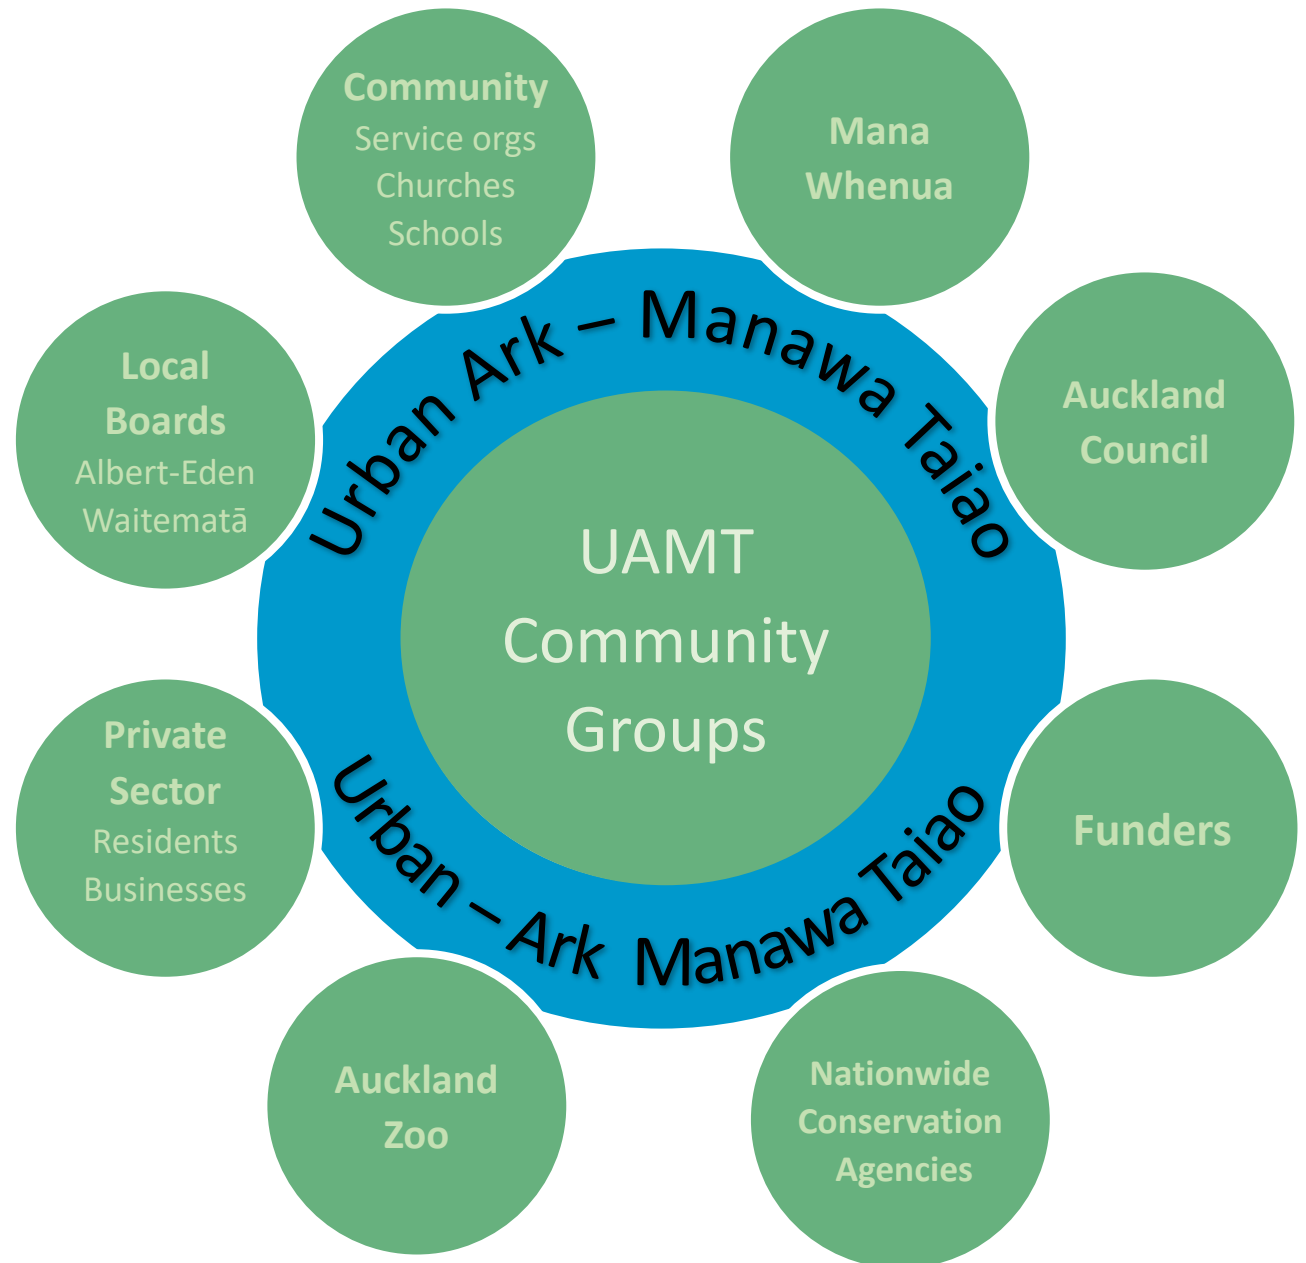 Community
Service orgs
Churches
Schools
Mana
Whenua
Local
Boards
Albert-Eden
Waitematā
Urban Ark – Manawa Taiao
Auckland
Council
UAMT
Community
Groups
Private
Sector
Residents
Businesses
Funders
Urban – Ark Manawa Taiao
Auckland
Zoo
Nationwide
Conservation
Agencies